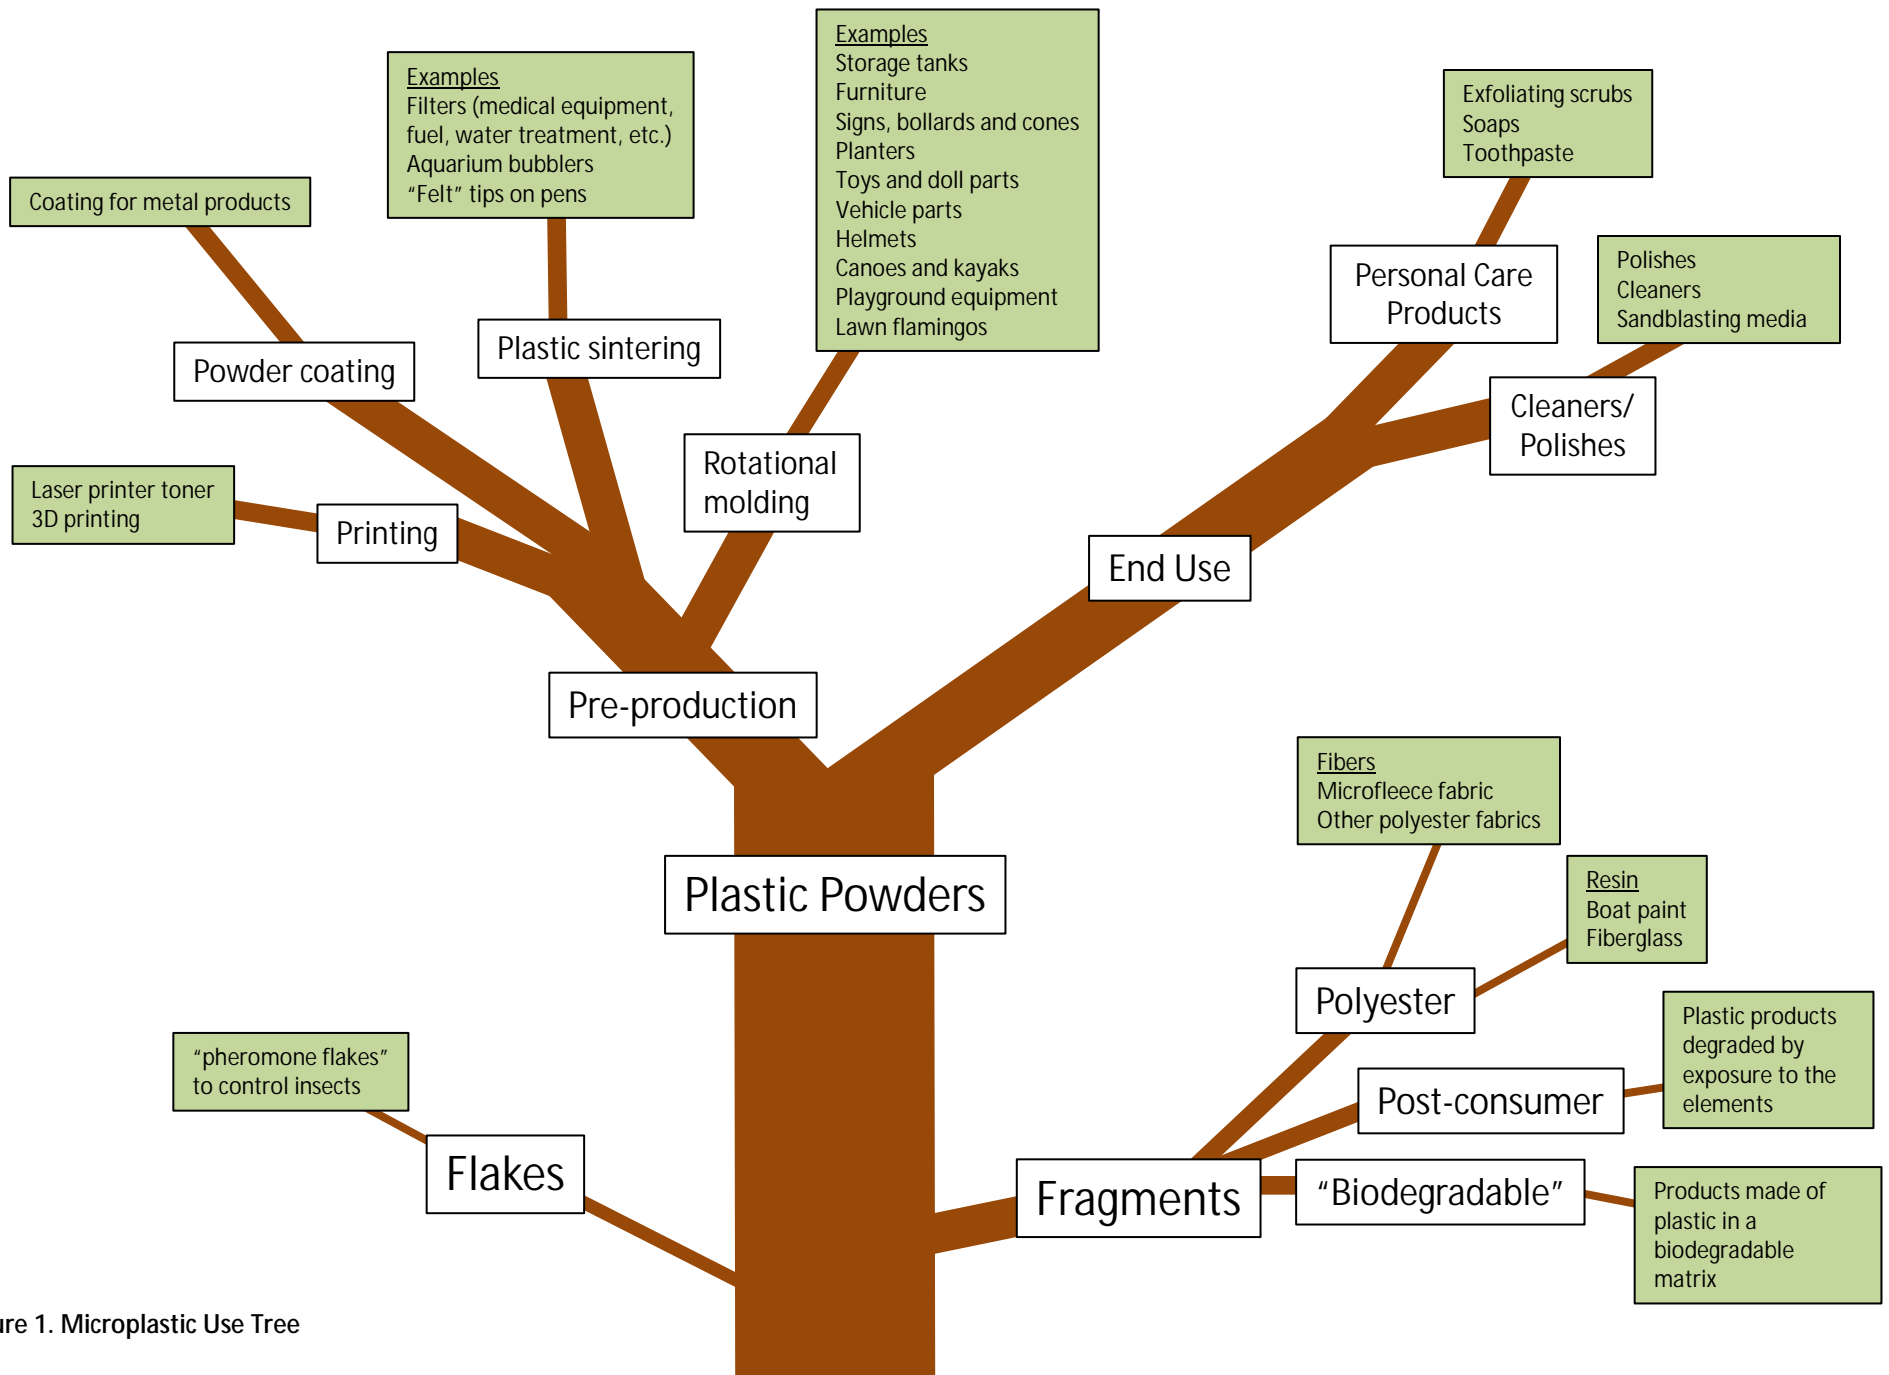 Examples
Storage tanks
Furniture
Signs, bollards and cones
Planters
Toys and doll parts
Vehicle parts
Helmets
Canoes and kayaks
Playground equipment
Lawn flamingos
Examples
Filters (medical equipment,
fuel, water treatment, etc.)
Aquarium bubblers
“Felt” tips on pens
Exfoliating scrubs
Soaps
Toothpaste
Coating for metal products
Personal Care
Products
Polishes
Cleaners
Sandblasting media
Powder coating
Plastic sintering
Cleaners/
Polishes
Rotational
molding
Laser printer toner
3D printing
Printing
End Use
Pre-production
Fibers
Microfleece fabric
Other polyester fabrics
Plastic Powders
Resin
Boat paint
Fiberglass
Polyester
Plastic products
degraded by
exposure to the
elements
“pheromone flakes”
to control insects
Post-consumer
Flakes
Fragments
“Biodegradable”
Products made of
plastic in a
biodegradable
matrix
ure 1. Microplastic Use Tree